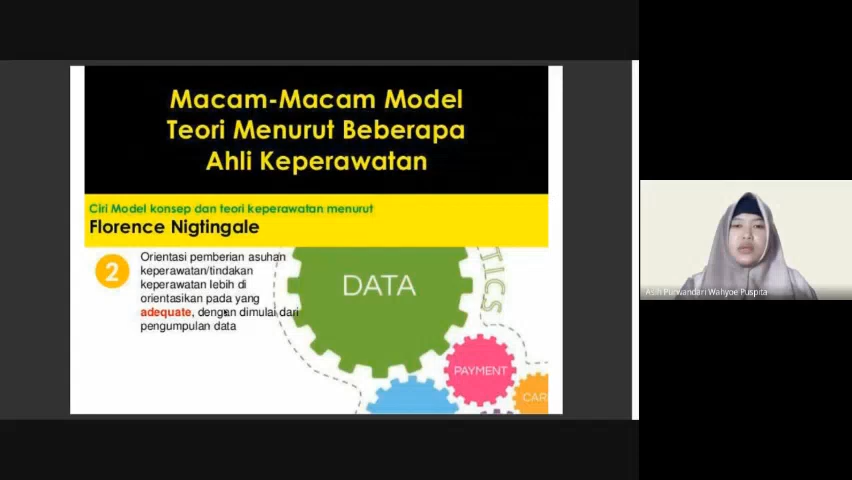 Macam-Macam Model
Teori Menurut Beberapa
Ahli Keperawatan
Ciri Model konsep dan teori keperawatan menurut
Florence Nigtingale
2
Orientasi pemberian asuhan
keperawatan/tindakan
keperawatan lebih di
orientasikan pada yang
adequate, dengan dimulai dari
pengumpulan data
DATA
TICS
PAYMENT
CAR
Asih Purwandari Wahyoe Puspita